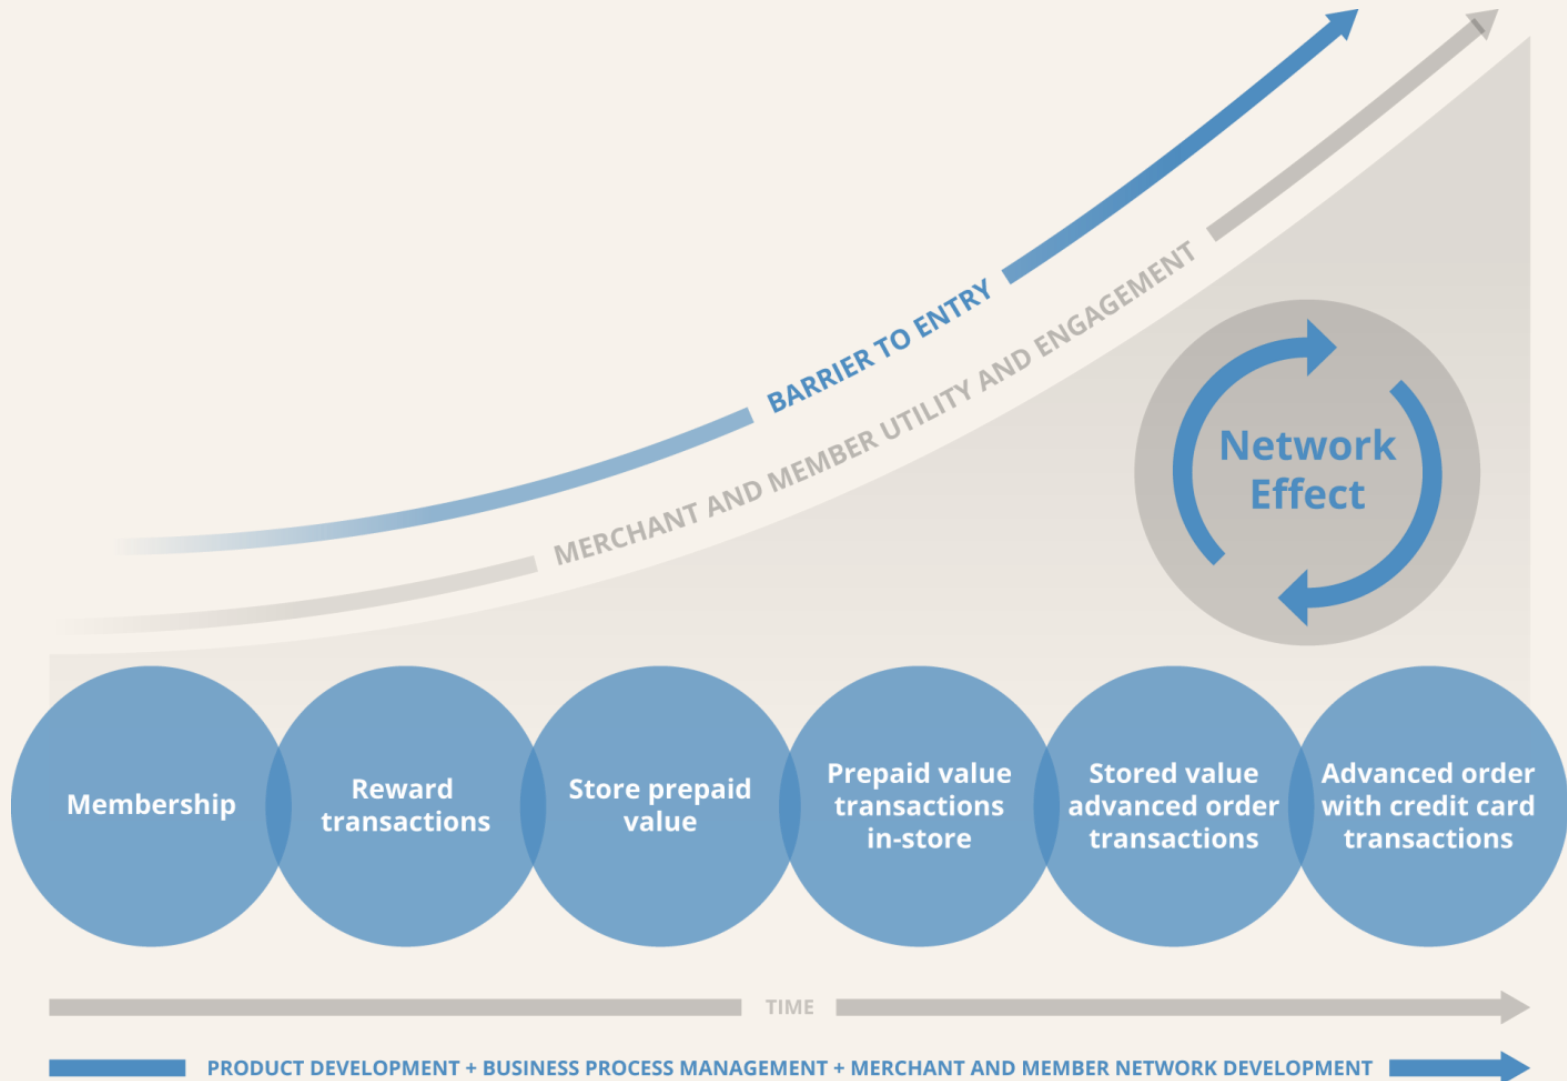 BARRIER TO ENTRY
MERCHANT AND MEMBER UTILITY AND ENGAGEMENT
Network
Effect
Membership
Reward
transactions
Store prepaid
value
Prepaid value
transactions
in-store
Stored value
advanced order
transactions
Advanced order
with credit card
transactions
TIME
PRODUCT DEVELOPMENT + BUSINESS PROCESS MANAGEMENT + MERCHANT AND MEMBER NETWORK DEVELOPMENT